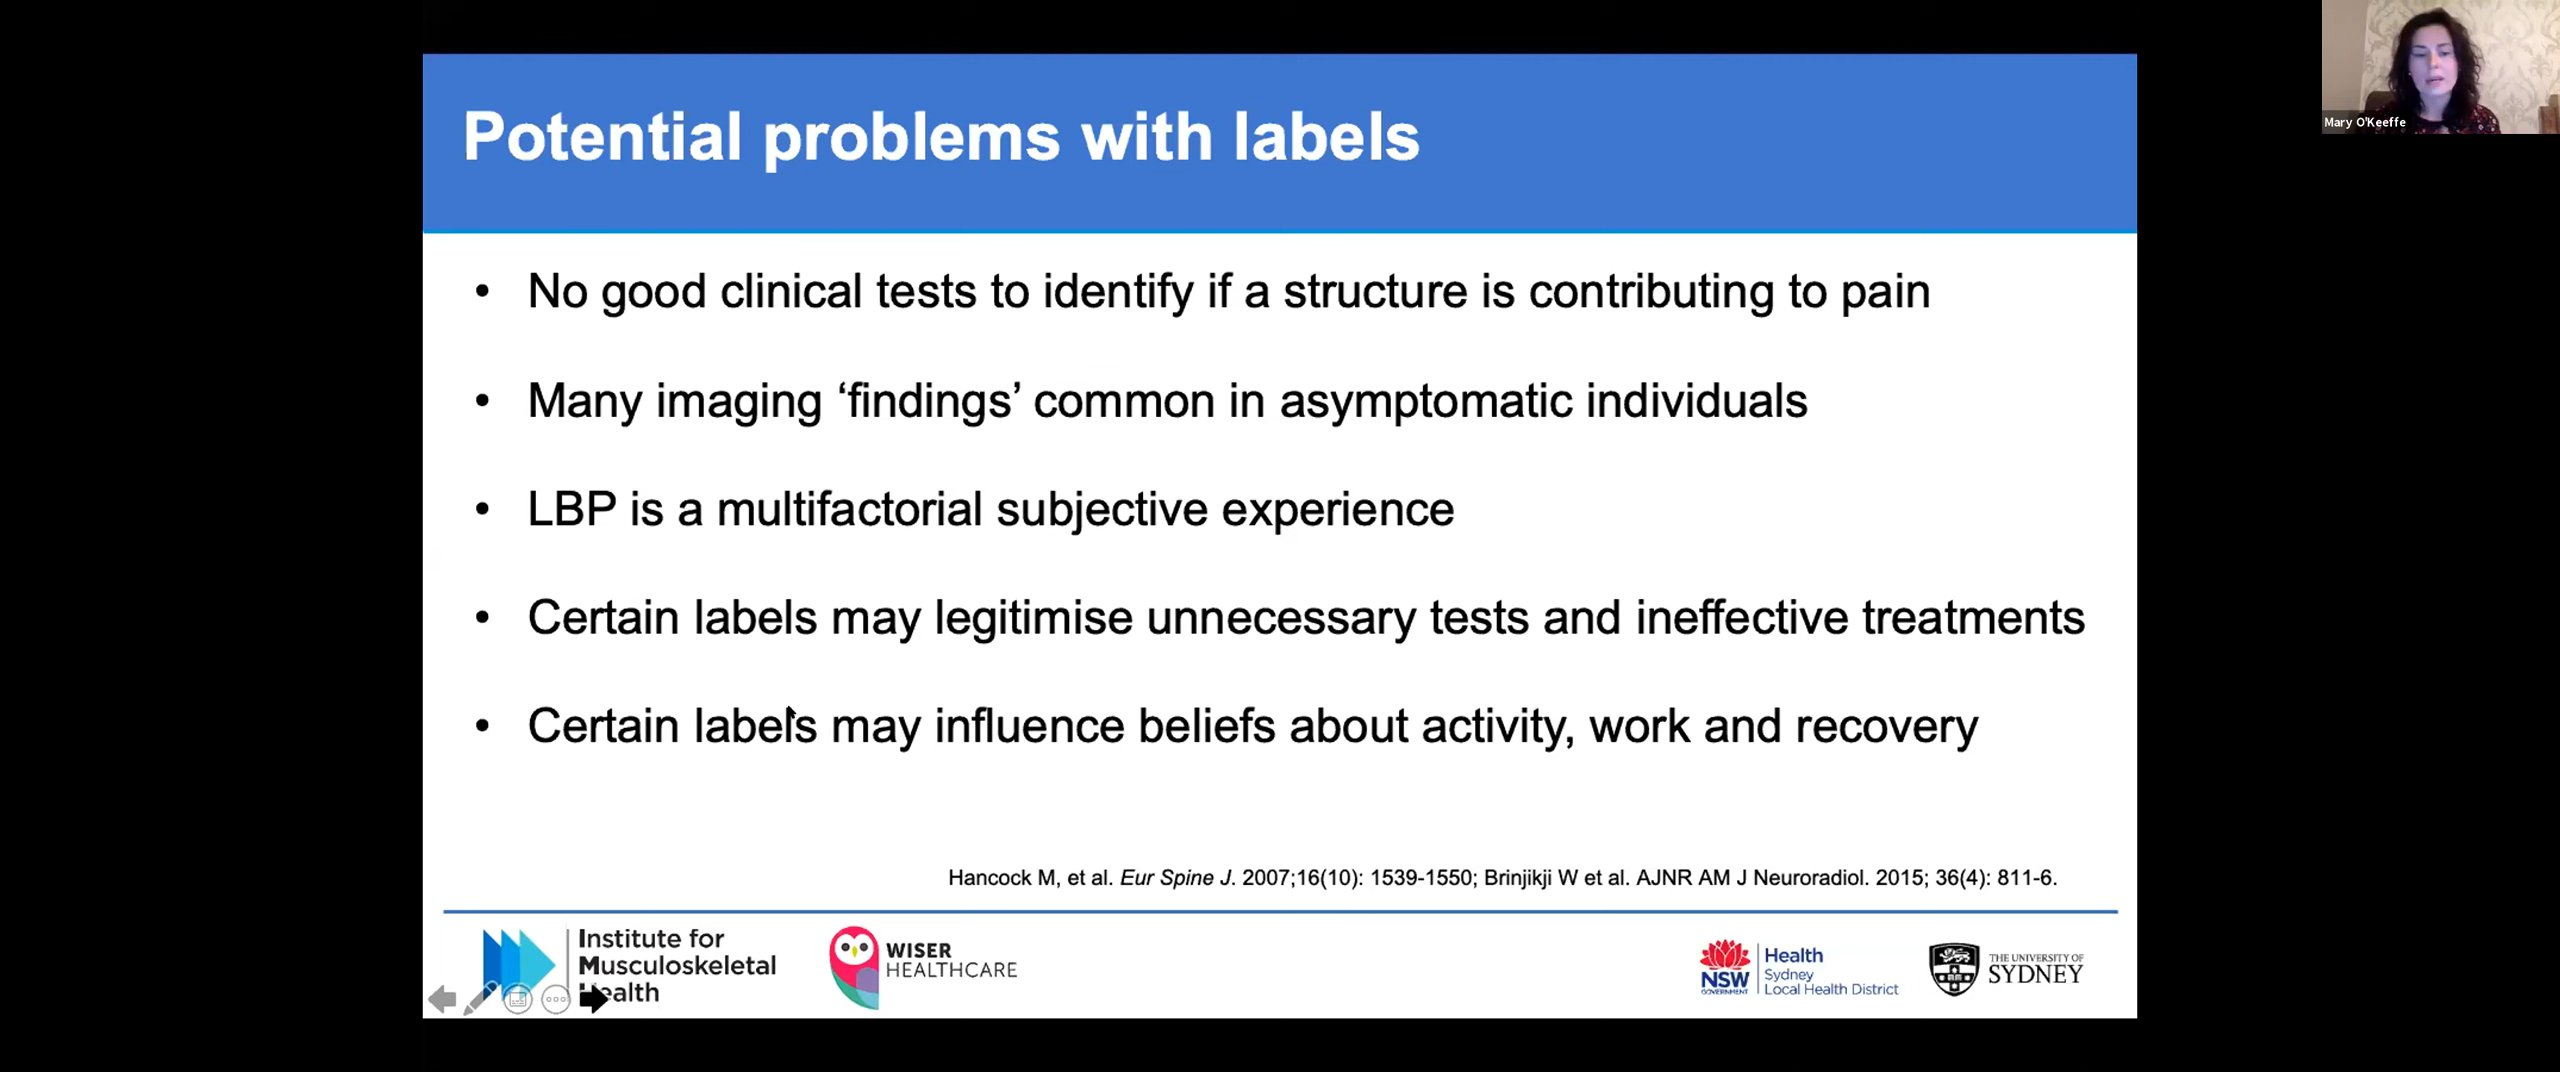 Potential problems with labels
Mary O'Keeffe
• No good clinical tests to identify if a structure is contributing to pain
• Many imaging ‘findings’ common in asymptomatic individuals
• LBP is a multifactorial subjective experience
• Certain labels may legitimise unnecessary tests and ineffective treatments
• Certain labels may influence beliefs about activity, work and recovery
Hancock M, et al. Eur Spine J. 2007;16(10): 1539-1550; Brinjikji W et al. AJNR AM J Neuroradiol. 2015; 36(4): 811-6.
Institute for
Musculoskeletal
Health
WISER
HEALTHCARE
NSW
GOVERNMENT
Health
Sydney
Local Health District
THE UNIVERSITY OF
SYDNEY